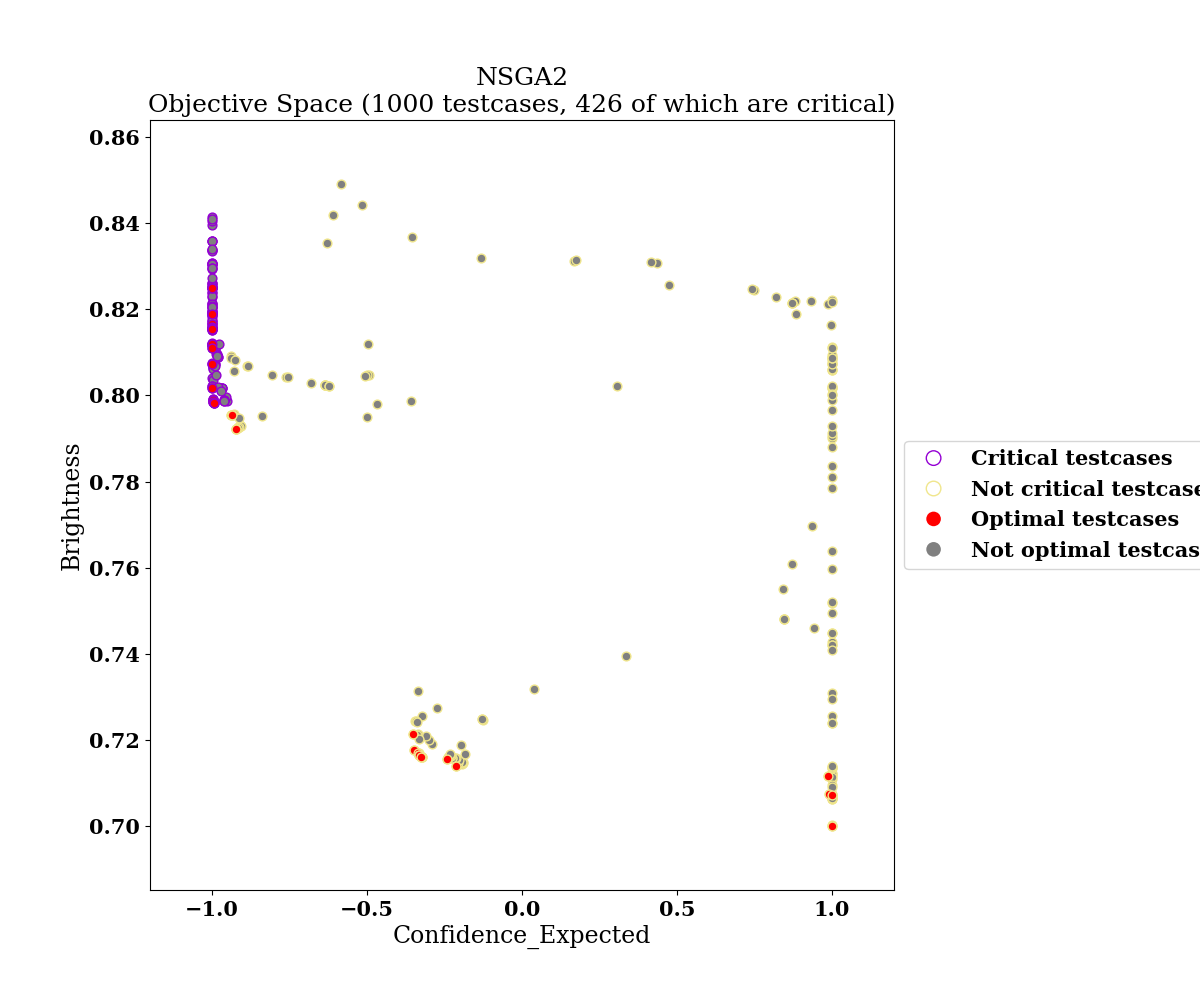 NSGA2
Objective Space (1000 testcases, 426 of which are critical)
0.86
0.84
0.82
0.80
0.78
0.76
0.74
0.72
0.70
Brightness
−1.0
−0.5
0.0
0.5
1.0
Confidence_Expected
Critical testcases
Not critical testcase
Optimal testcases
Not optimal testcas